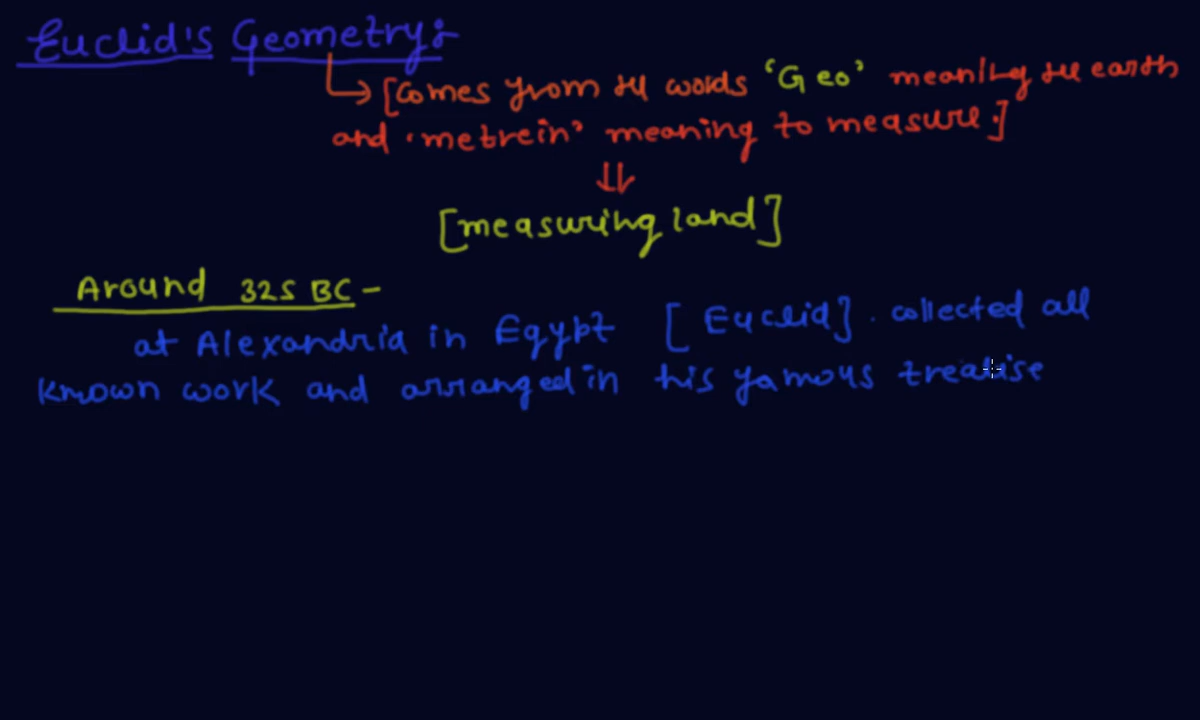 Euclid's Geometry:
[Comes from the words 'Geo' meaning the earth
and 'metrein' meaning to measure.]
[measuring land]
Around 325 BC -
at Alexandria in Egypt [Euclid]. collected all
known work and arranged in his famous treatise